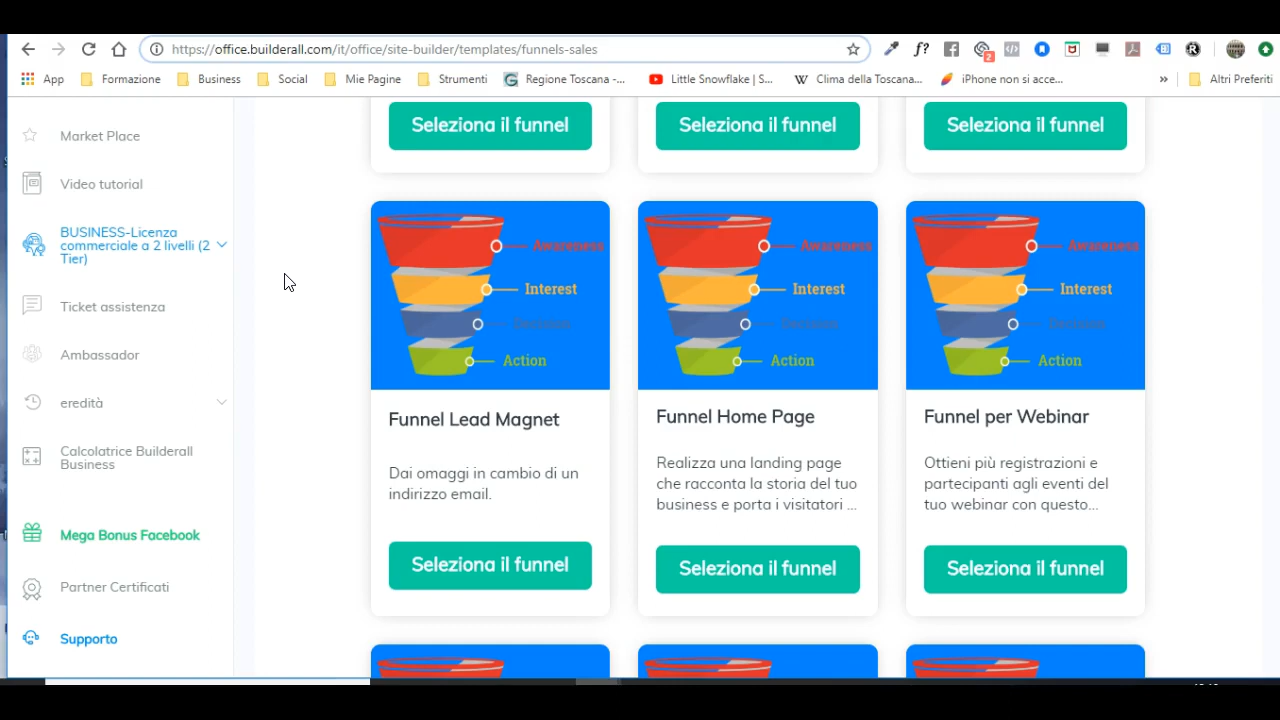 https://office.builderall.com/it/office/site-builder/templates/funnels-sales
f?
2
App
Formazione
Business
Social
Mie Pagine
Strumenti
Regione Toscana -...
Little Snowflake | S...
Clima della Toscana...
iPhone non si acce...
»
Altri Preferiti
Market Place
Video tutorial
BUSINESS-Licenza
commerciale a 2 livelli (2
Tier)
Ticket assistenza
Ambassador
eredità
Calcolatrice Builderall
Business
Mega Bonus Facebook
Partner Certificati
Supporto
Seleziona il funnel
Seleziona il funnel
Seleziona il funnel
Awareness
Interest
Decision
Action
Funnel Lead Magnet
Dai omaggi in cambio di un
indirizzo email.
Seleziona il funnel
Awareness
Interest
Decision
Action
Funnel Home Page
Realizza una landing page
che racconta la storia del tuo
business e porta i visitatori ...
Seleziona il funnel
Awareness
Interest
Decision
Action
Funnel per Webinar
Ottieni più registrazioni e
partecipanti agli eventi del
tuo webinar con questo...
Seleziona il funnel